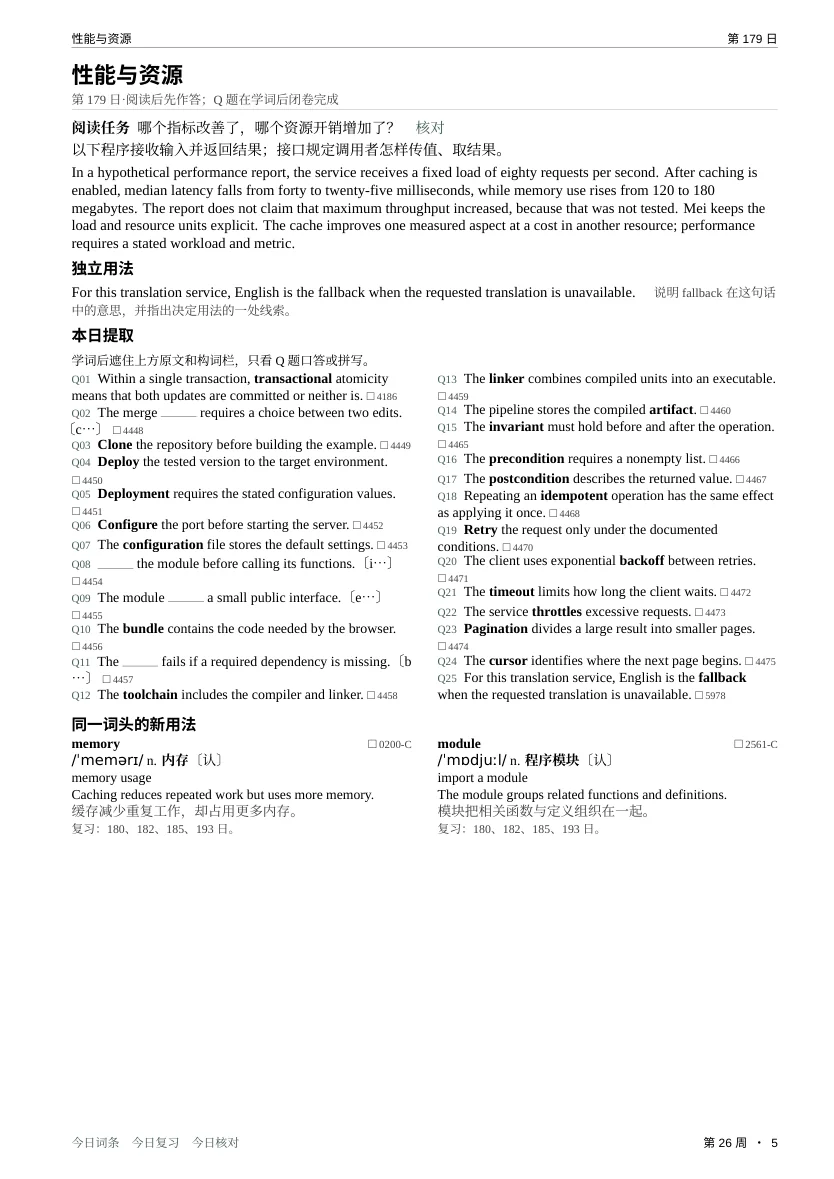 性能与资源
第 179 日
性能与资源
第 179 日·阅读后先作答；Q 题在学词后闭卷完成
阅读任务 哪个指标改善了，哪个资源开销增加了？ 核对
以下程序接收输入并返回结果；接口规定调用者怎样传值、取结果。
In a hypothetical performance report, the service receives a fixed load of eighty requests per second. After caching is
enabled, median latency falls from forty to twenty-five milliseconds, while memory use rises from 120 to 180
megabytes. The report does not claim that maximum throughput increased, because that was not tested. Mei keeps the
load and resource units explicit. The cache improves one measured aspect at a cost in another resource; performance
requires a stated workload and metric.
独立用法
For this translation service, English is the fallback when the requested translation is unavailable. 说明 fallback 在这句话
中的意思，并指出决定用法的一处线索。
本日提取
学词后遮住上方原文和构词栏，只看 Q 题口答或拼写。
Q01 Within a single transaction, transactional atomicity
means that both updates are committed or neither is. □ 4186
Q02 The merge _____ requires a choice between two edits.
〔c…〕 □ 4448
Q03 Clone the repository before building the example. □ 4449
Q04 Deploy the tested version to the target environment.
□ 4450
Q05 Deployment requires the stated configuration values.
□ 4451
Q06 Configure the port before starting the server. □ 4452
Q07 The configuration file stores the default settings. □ 4453
Q08 _____ the module before calling its functions.〔i…〕
□ 4454
Q09 The module _____ a small public interface.〔e…〕
□ 4455
Q10 The bundle contains the code needed by the browser.
□ 4456
Q11 The _____ fails if a required dependency is missing.〔b
…〕 □ 4457
Q12 The toolchain includes the compiler and linker. □ 4458
Q13 The linker combines compiled units into an executable.
□ 4459
Q14 The pipeline stores the compiled artifact. □ 4460
Q15 The invariant must hold before and after the operation.
□ 4465
Q16 The precondition requires a nonempty list. □ 4466
Q17 The postcondition describes the returned value. □ 4467
Q18 Repeating an idempotent operation has the same effect
as applying it once. □ 4468
Q19 Retry the request only under the documented
conditions. □ 4470
Q20 The client uses exponential backoff between retries.
□ 4471
Q21 The timeout limits how long the client waits. □ 4472
Q22 The service throttles excessive requests. □ 4473
Q23 Pagination divides a large result into smaller pages.
□ 4474
Q24 The cursor identifies where the next page begins. □ 4475
Q25 For this translation service, English is the fallback
when the requested translation is unavailable. □ 5978
同一词头的新用法
memory □ 0200-C
/ˈmemərɪ/ n. 内存〔认〕
memory usage
Caching reduces repeated work but uses more memory.
缓存减少重复工作，却占用更多内存。
复习：180、182、185、193 日。
module □ 2561-C
/ˈmɒdjuːl/ n. 程序模块〔认〕
import a module
The module groups related functions and definitions.
模块把相关函数与定义组织在一起。
复习：180、182、185、193 日。
今日词条 今日复习 今日核对
第 26 周 · 5